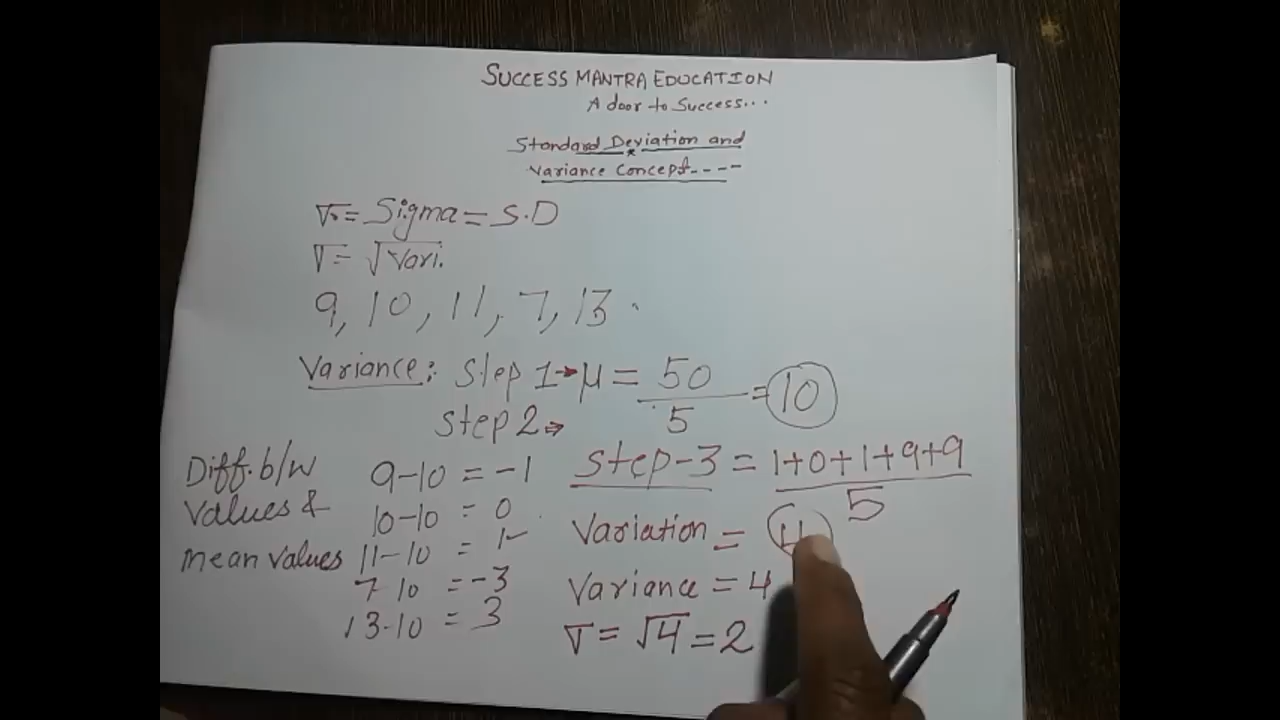 SUCCESS MANTRA EDUCATION
A door to Success...
Standard Deviation and
Variance Concept----
σ = Sigma = S.D
σ = √Vari.
9, 10, 11, 7, 13
Variance: Step 1→ μ = 50/5 = 10
Step 2⇒
Diff. b/w
Values &
mean values
9-10 = -1
10-10 = 0
11-10 = 1
7-10 = -3
13-10 = 3
Step-3 = 1+0+1+9+9/5
Variation = 4
Variance = 4
σ = √4 = 2